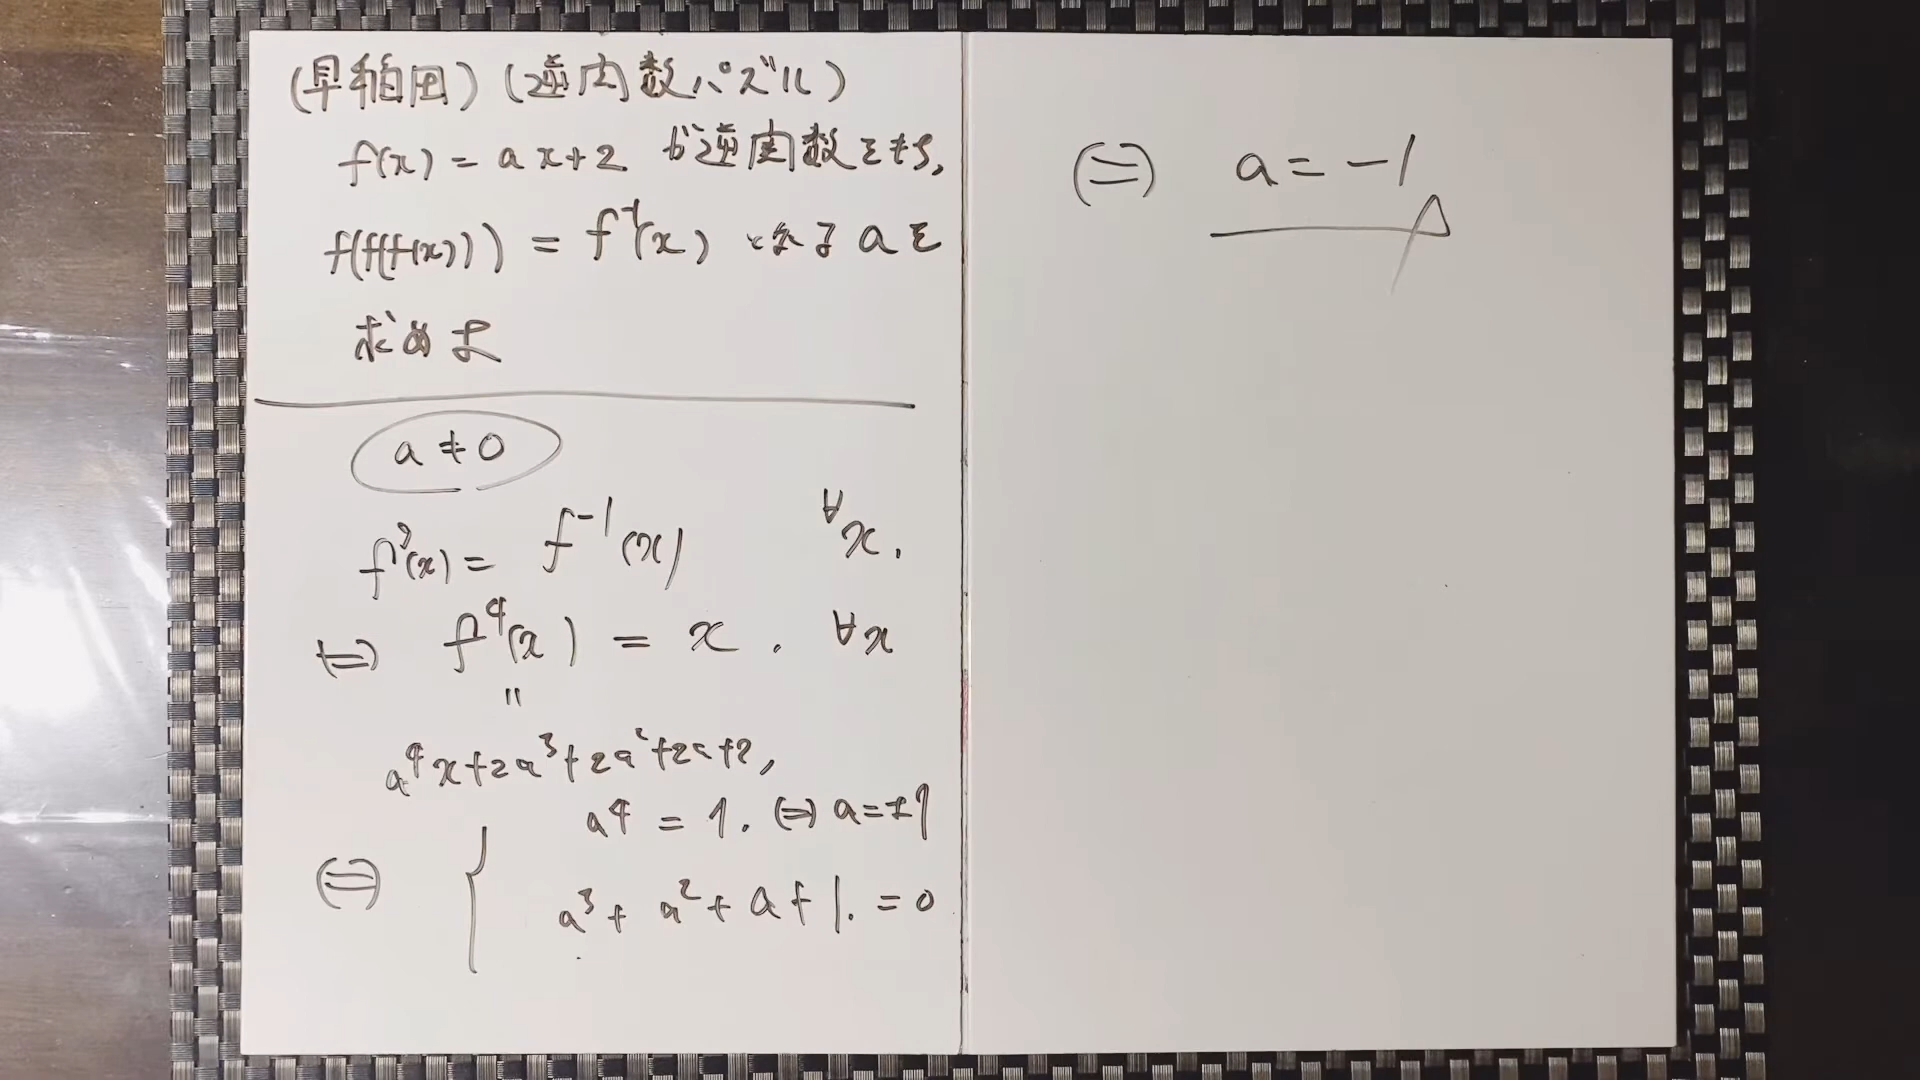 (早稲田)(逆関数パズル)
f(x) = ax+2 が逆関数をもち、
f(f(f(x))) = f⁻¹(x) となる aを
求めよ
a ≠ 0
f³(x) = f⁻¹(x) ∀x.
⇔ f⁴(x) = x . ∀x
〃
a⁴x+2a³+2a²+2a+2,
a⁴ = 1. ⇔ a=±1
⇔ {
a³+a²+a+1. = 0
⇔ a = -1